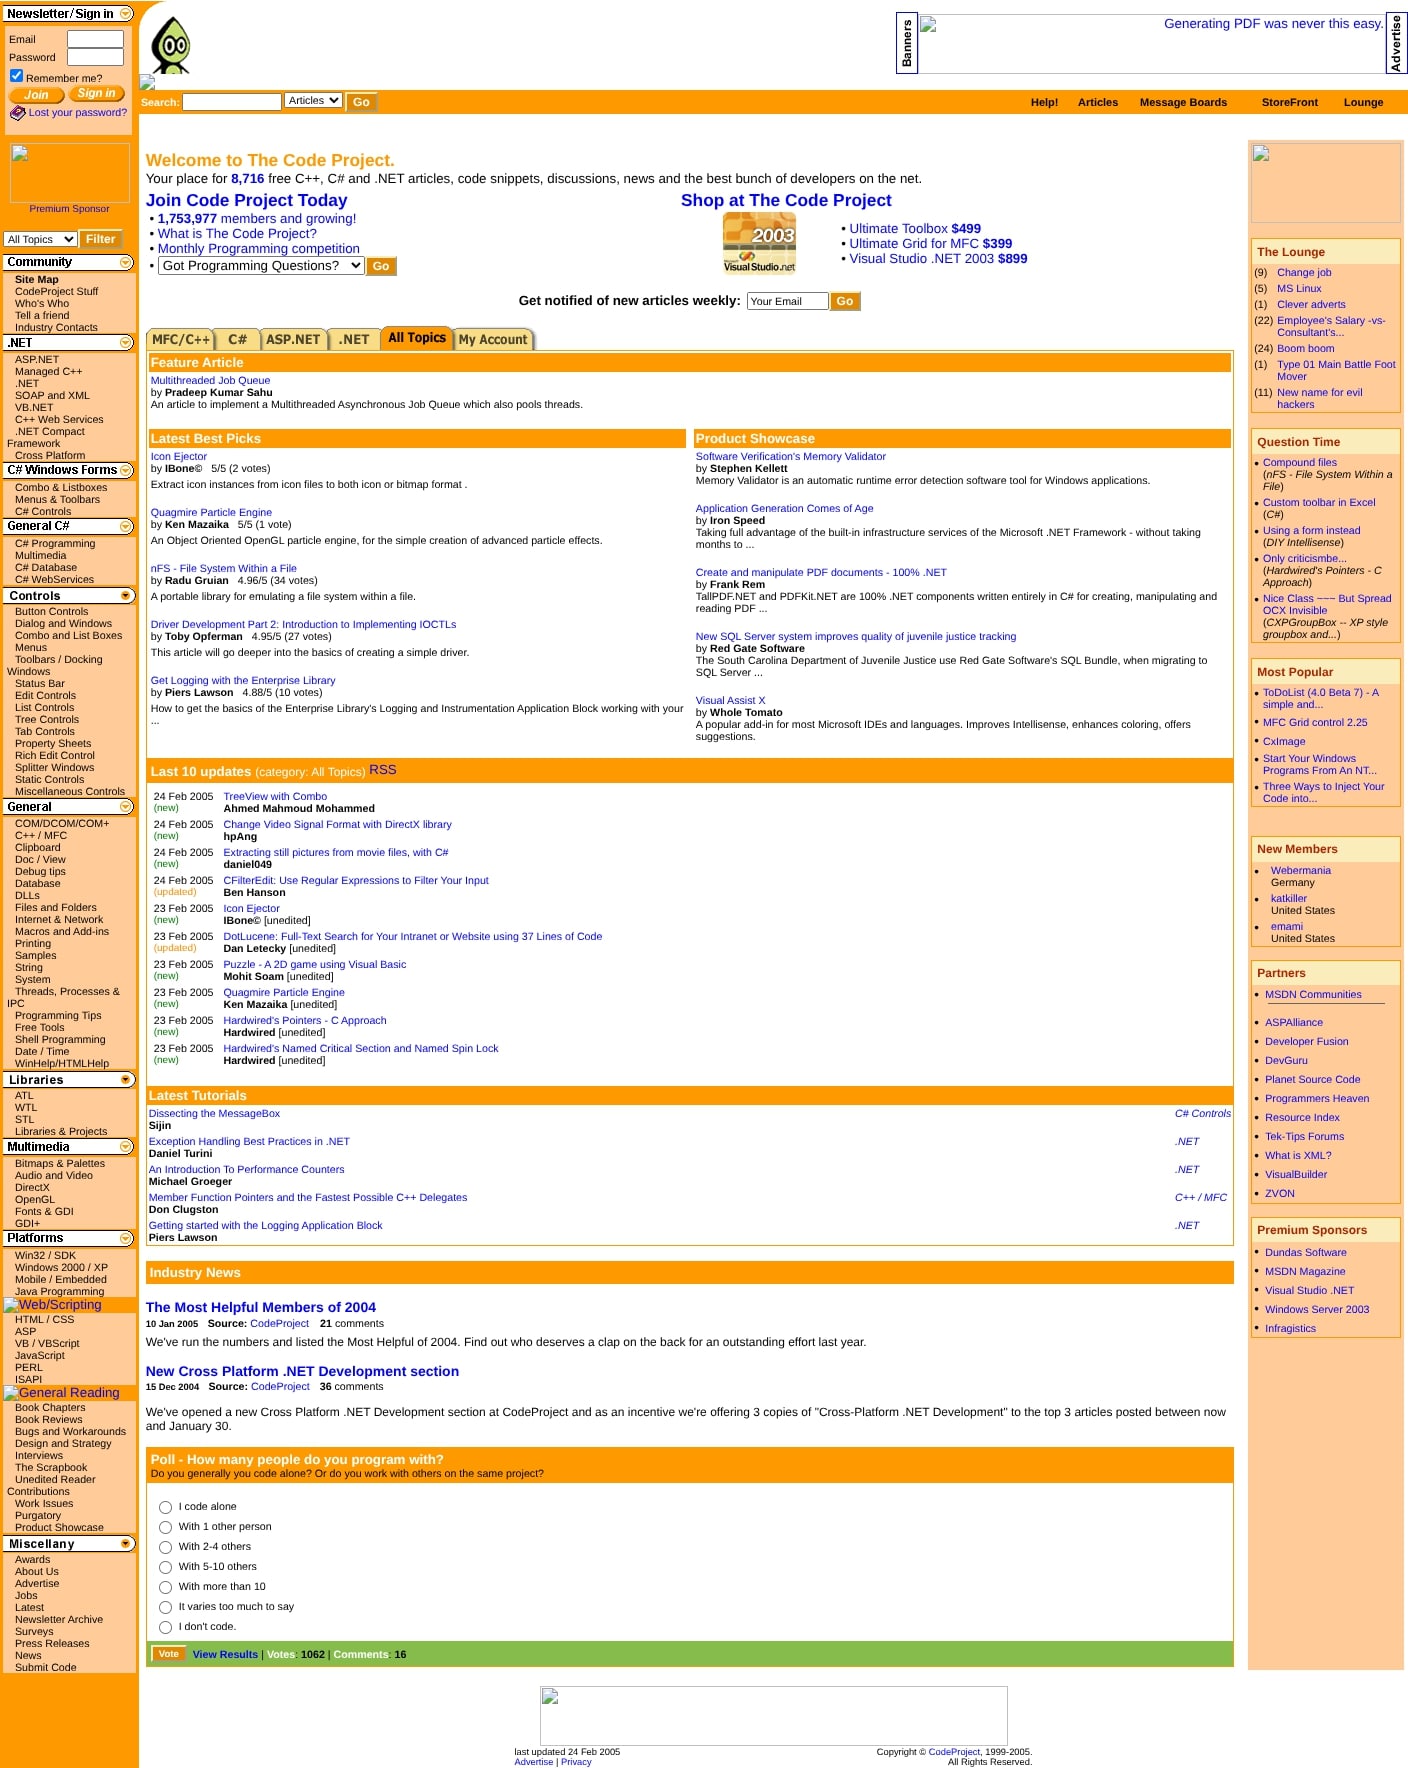 Newsletter/Sign in
Email
Password
Remember me?
Join Sign in
Lost your password?
Premium Sponsor
All Topics Filter
Community
Site Map
CodeProject Stuff
Who's Who
Tell a friend
Industry Contacts
.NET
ASP.NET
Managed C++
.NET
SOAP and XML
VB.NET
C++ Web Services
.NET Compact
Framework
Cross Platform
C# Windows Forms
Combo & Listboxes
Menus & Toolbars
C# Controls
General C#
C# Programming
Multimedia
C# Database
C# WebServices
Controls
Button Controls
Dialog and Windows
Combo and List Boxes
Menus
Toolbars / Docking
Windows
Status Bar
Edit Controls
List Controls
Tree Controls
Tab Controls
Property Sheets
Rich Edit Control
Splitter Windows
Static Controls
Miscellaneous Controls
General
COM/DCOM/COM+
C++ / MFC
Clipboard
Doc / View
Debug tips
Database
DLLs
Files and Folders
Internet & Network
Macros and Add-ins
Printing
Samples
String
System
Threads, Processes &
IPC
Programming Tips
Free Tools
Shell Programming
Date / Time
WinHelp/HTMLHelp
Libraries
ATL
WTL
STL
Libraries & Projects
Multimedia
Bitmaps & Palettes
Audio and Video
DirectX
OpenGL
Fonts & GDI
GDI+
Platforms
Win32 / SDK
Windows 2000 / XP
Mobile / Embedded
Java Programming
Web/Scripting
HTML / CSS
ASP
VB / VBScript
JavaScript
PERL
ISAPI
General Reading
Book Chapters
Book Reviews
Bugs and Workarounds
Design and Strategy
Interviews
The Scrapbook
Unedited Reader
Contributions
Work Issues
Purgatory
Product Showcase
Miscellany
Awards
About Us
Advertise
Jobs
Latest
Newsletter Archive
Surveys
Press Releases
News
Submit Code
Banners
Generating PDF was never this easy.
Advertise
Search: Articles Go
Help! Articles Message Boards StoreFront Lounge
Welcome to The Code Project.
Your place for 8,716 free C++, C# and .NET articles, code snippets, discussions, news and the best bunch of developers on the net.
Join Code Project Today
• 1,753,977 members and growing!
• What is The Code Project?
• Monthly Programming competition
• Got Programming Questions? Go
Shop at The Code Project
2003
Microsoft
Visual Studio.net
• Ultimate Toolbox $499
• Ultimate Grid for MFC $399
• Visual Studio .NET 2003 $899
Get notified of new articles weekly: Your Email Go
MFC/C++ C# ASP.NET .NET All Topics My Account
Feature Article
Multithreaded Job Queue
by Pradeep Kumar Sahu
An article to implement a Multithreaded Asynchronous Job Queue which also pools threads.
Latest Best Picks
Icon Ejector
by IBone© 5/5 (2 votes)
Extract icon instances from icon files to both icon or bitmap format .
Quagmire Particle Engine
by Ken Mazaika 5/5 (1 vote)
An Object Oriented OpenGL particle engine, for the simple creation of advanced particle effects.
nFS - File System Within a File
by Radu Gruian 4.96/5 (34 votes)
A portable library for emulating a file system within a file.
Driver Development Part 2: Introduction to Implementing IOCTLs
by Toby Opferman 4.95/5 (27 votes)
This article will go deeper into the basics of creating a simple driver.
Get Logging with the Enterprise Library
by Piers Lawson 4.88/5 (10 votes)
How to get the basics of the Enterprise Library's Logging and Instrumentation Application Block working with your
...
Product Showcase
Software Verification's Memory Validator
by Stephen Kellett
Memory Validator is an automatic runtime error detection software tool for Windows applications.
Application Generation Comes of Age
by Iron Speed
Taking full advantage of the built-in infrastructure services of the Microsoft .NET Framework - without taking
months to ...
Create and manipulate PDF documents - 100% .NET
by Frank Rem
TallPDF.NET and PDFKit.NET are 100% .NET components written entirely in C# for creating, manipulating and
reading PDF ...
New SQL Server system improves quality of juvenile justice tracking
by Red Gate Software
The South Carolina Department of Juvenile Justice use Red Gate Software's SQL Bundle, when migrating to
SQL Server ...
Visual Assist X
by Whole Tomato
A popular add-in for most Microsoft IDEs and languages. Improves Intellisense, enhances coloring, offers
suggestions.
Last 10 updates (category: All Topics) RSS
24 Feb 2005 TreeView with Combo
(new) Ahmed Mahmoud Mohammed
24 Feb 2005 Change Video Signal Format with DirectX library
(new) hpAng
24 Feb 2005 Extracting still pictures from movie files, with C#
(new) daniel049
24 Feb 2005 CFilterEdit: Use Regular Expressions to Filter Your Input
(updated) Ben Hanson
23 Feb 2005 Icon Ejector
(new) IBone© [unedited]
23 Feb 2005 DotLucene: Full-Text Search for Your Intranet or Website using 37 Lines of Code
(updated) Dan Letecky [unedited]
23 Feb 2005 Puzzle - A 2D game using Visual Basic
(new) Mohit Soam [unedited]
23 Feb 2005 Quagmire Particle Engine
(new) Ken Mazaika [unedited]
23 Feb 2005 Hardwired's Pointers - C Approach
(new) Hardwired [unedited]
23 Feb 2005 Hardwired's Named Critical Section and Named Spin Lock
(new) Hardwired [unedited]
Latest Tutorials
Dissecting the MessageBox C# Controls
Sijin
Exception Handling Best Practices in .NET .NET
Daniel Turini
An Introduction To Performance Counters .NET
Michael Groeger
Member Function Pointers and the Fastest Possible C++ Delegates C++ / MFC
Don Clugston
Getting started with the Logging Application Block .NET
Piers Lawson
Industry News
The Most Helpful Members of 2004
10 Jan 2005 Source: CodeProject 21 comments
We've run the numbers and listed the Most Helpful of 2004. Find out who deserves a clap on the back for an outstanding effort last year.
New Cross Platform .NET Development section
15 Dec 2004 Source: CodeProject 36 comments
We've opened a new Cross Platform .NET Development section at CodeProject and as an incentive we're offering 3 copies of "Cross-Platform .NET Development" to the top 3 articles posted between now
and January 30.
Poll - How many people do you program with?
Do you generally you code alone? Or do you work with others on the same project?
I code alone
With 1 other person
With 2-4 others
With 5-10 others
With more than 10
It varies too much to say
I don't code.
Vote View Results | Votes: 1062 | Comments: 16
The Lounge
(9) Change job
(5) MS Linux
(1) Clever adverts
(22) Employee's Salary -vs-
Consultant's...
(24) Boom boom
(1) Type 01 Main Battle Foot
Mover
(11) New name for evil
hackers
Question Time
• Compound files
(nFS - File System Within a
File)
• Custom toolbar in Excel
(C#)
• Using a form instead
(DIY Intellisense)
• Only criticismbe...
(Hardwired's Pointers - C
Approach)
• Nice Class ~~~ But Spread
OCX Invisible
(CXPGroupBox -- XP style
groupbox and...)
Most Popular
• ToDoList (4.0 Beta 7) - A
simple and...
• MFC Grid control 2.25
• CxImage
• Start Your Windows
Programs From An NT...
• Three Ways to Inject Your
Code into...
New Members
• Webermania
Germany
• katkiller
United States
• emami
United States
Partners
• MSDN Communities
• ASPAlliance
• Developer Fusion
• DevGuru
• Planet Source Code
• Programmers Heaven
• Resource Index
• Tek-Tips Forums
• What is XML?
• VisualBuilder
• ZVON
Premium Sponsors
• Dundas Software
• MSDN Magazine
• Visual Studio .NET
• Windows Server 2003
• Infragistics
last updated 24 Feb 2005
Advertise | Privacy
Copyright © CodeProject, 1999-2005.
All Rights Reserved.